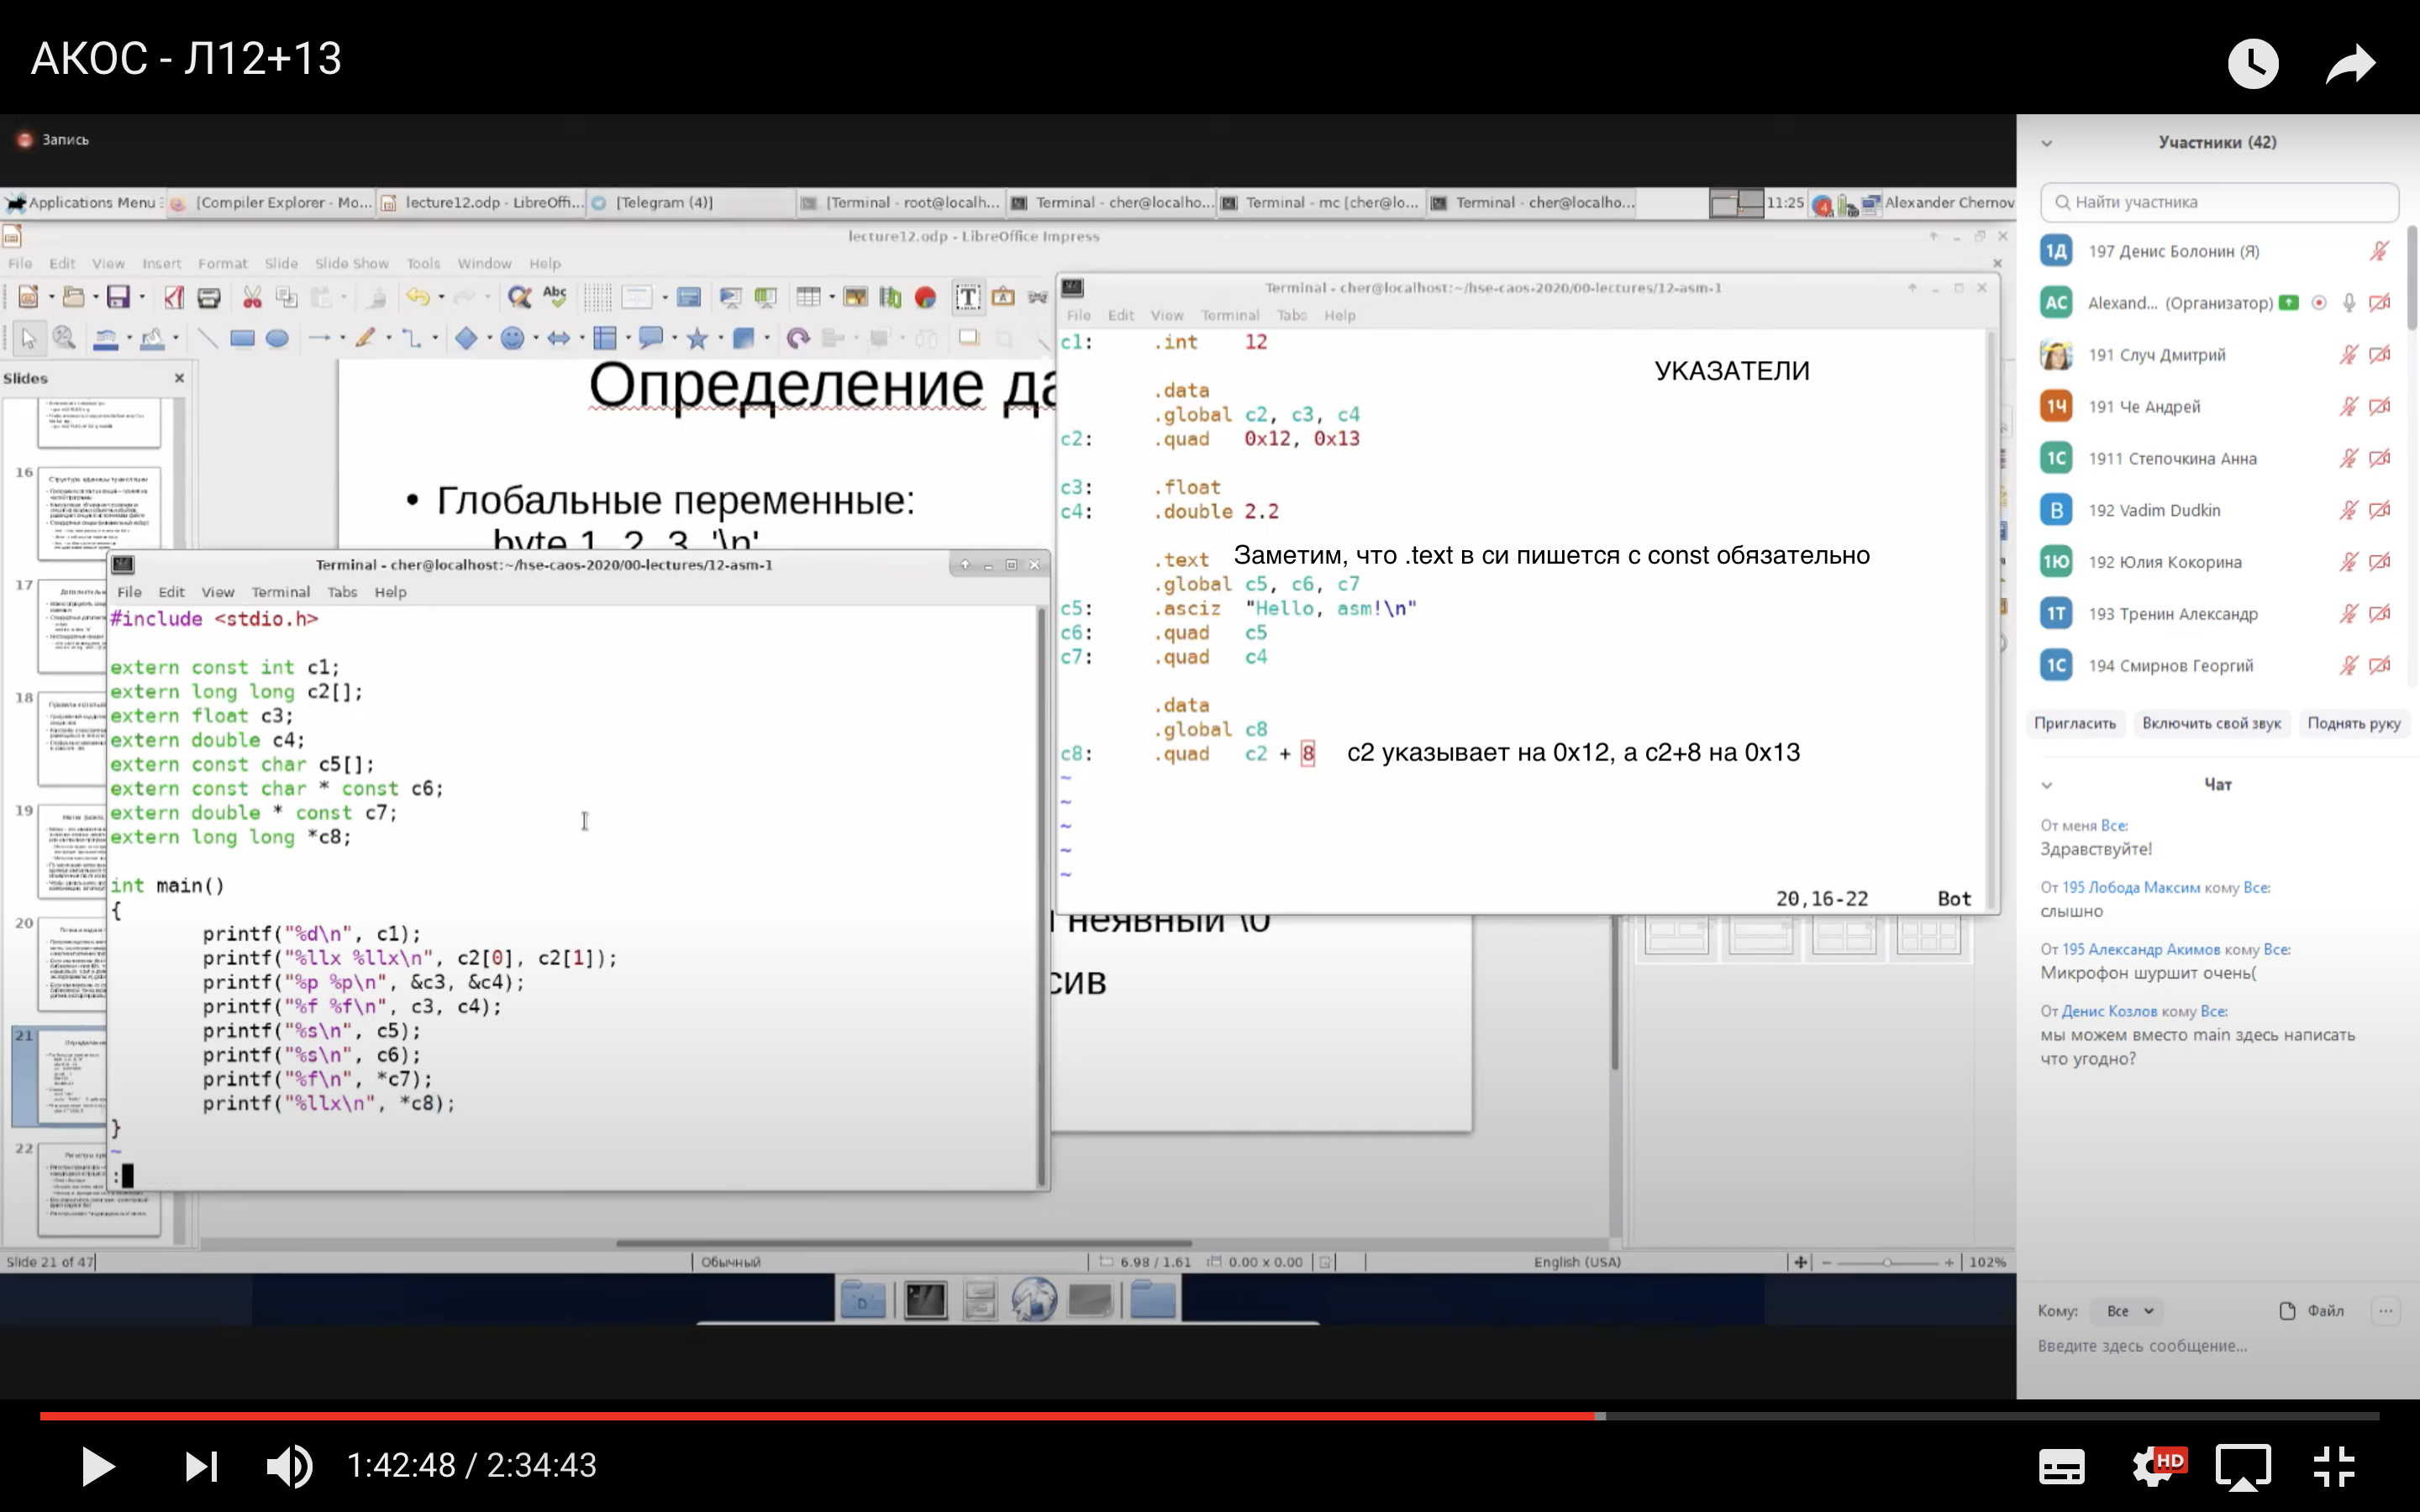 АКОС - Л12+13
Запись
Applications Menu
[Compiler Explorer - Mo...
lecture12.odp - LibreOffi...
[Telegram (4)]
[Terminal - root@localh...
Terminal - cher@localho...
Terminal - mc [cher@lo...
Terminal - cher@localho...
11:25
Alexander Chernov
lecture12.odp - LibreOffice Impress
File Edit View Insert Format Slide Slide Show Tools Window Help
Slides
16
17
18
19
20
21
22
Определение да
• Глобальные переменные:
.byte 1, 2, 3, '\n'
неявный \0
сив
Terminal - cher@localhost:~/hse-caos-2020/00-lectures/12-asm-1
File Edit View Terminal Tabs Help
#include <stdio.h>
extern const int c1;
extern long long c2[];
extern float c3;
extern double c4;
extern const char c5[];
extern const char * const c6;
extern double * const c7;
extern long long *c8;
int main()
{
printf("%d\n", c1);
printf("%llx %llx\n", c2[0], c2[1]);
printf("%p %p\n", &c3, &c4);
printf("%f %f\n", c3, c4);
printf("%s\n", c5);
printf("%s\n", c6);
printf("%f\n", *c7);
printf("%llx\n", *c8);
}
~
:
Terminal - cher@localhost:~/hse-caos-2020/00-lectures/12-asm-1
File Edit View Terminal Tabs Help
c1: .int 12
УКАЗАТЕЛИ
.data
.global c2, c3, c4
c2: .quad 0x12, 0x13
c3: .float
c4: .double 2.2
.text Заметим, что .text в си пишется с const обязательно
.global c5, c6, c7
c5: .asciz "Hello, asm!\n"
c6: .quad c5
c7: .quad c4
.data
.global c8
c8: .quad c2 + 8 c2 указывает на 0x12, а c2+8 на 0x13
~
~
~
~
~
20,16-22 Bot
Slide 21 of 47
Обычный
6.98 / 1.61
0.00 x 0.00
English (USA)
102%
Участники (42)
Найти участника
1Д 197 Денис Болонин (Я)
AC Alexand... (Организатор)
191 Случ Дмитрий
1Ч 191 Че Андрей
1С 1911 Степочкина Анна
В 192 Vadim Dudkin
1Ю 192 Юлия Кокорина
1Т 193 Тренин Александр
1С 194 Смирнов Георгий
Пригласить Включить свой звук Поднять руку
Чат
От меня Все:
Здравствуйте!
От 195 Лобода Максим кому Все:
слышно
От 195 Александр Акимов кому Все:
Микрофон шуршит очень(
От Денис Козлов кому Все:
мы можем вместо main здесь написать
что угодно?
Кому: Все Файл
Введите здесь сообщение...
1:42:48 / 2:34:43
HD